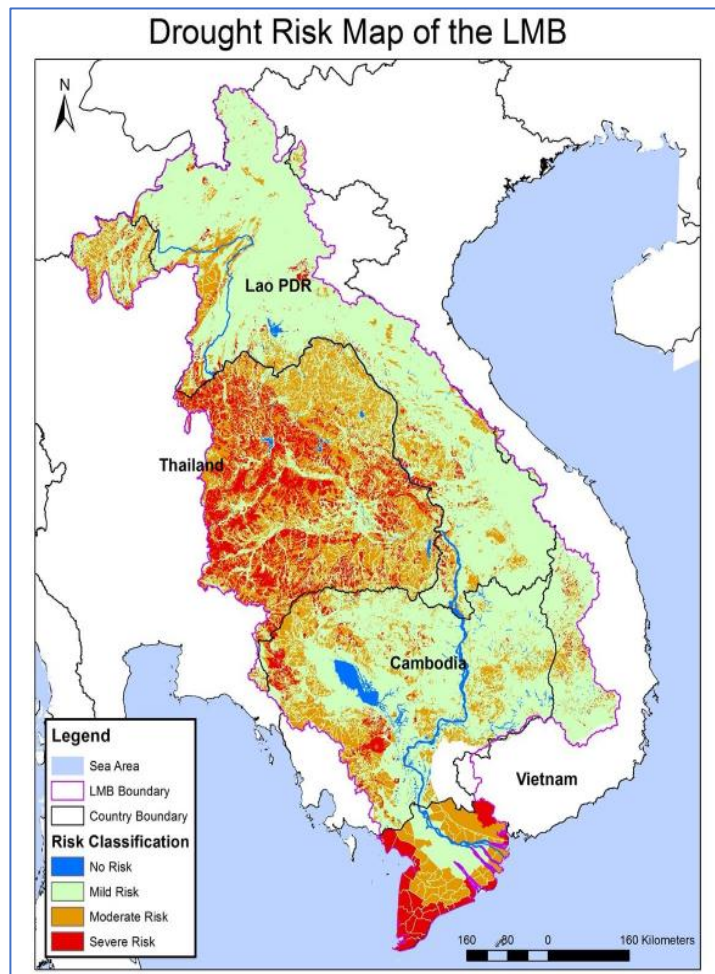 Drought Risk Map of the LMB
N
Lao PDR
Thailand
Cambodia
Vietnam
Legend
Sea Area
LMB Boundary
Country Boundary
Risk Classification
No Risk
Mild Risk
Moderate Risk
Severe Risk
160 80 0 160 Kilometers